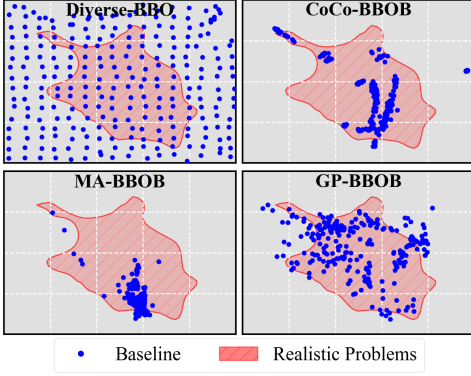 Diverse-BBO
CoCo-BBOB
MA-BBOB
GP-BBOB
Baseline
Realistic Problems